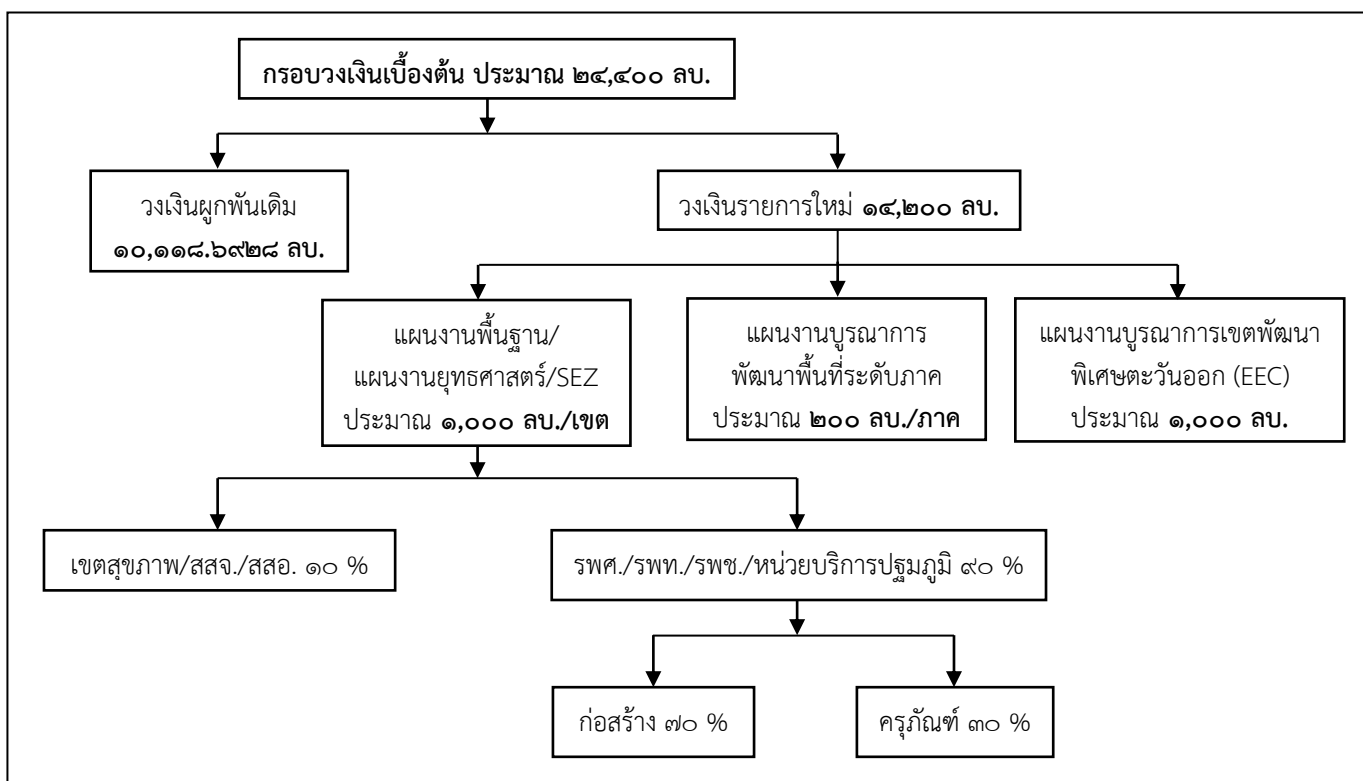 กรอบวงเงินเบื้องต้น ประมาณ ๒๔,๔๐๐ ลบ.
วงเงินผูกพันเดิม
๑๐,๑๑๘.๖๙๒๘ ลบ.
วงเงินรายการใหม่ ๑๔,๒๐๐ ลบ.
แผนงานพื้นฐาน/
แผนงานยุทธศาสตร์/SEZ
ประมาณ ๑,๐๐๐ ลบ./เขต
แผนงานบูรณาการ
พัฒนาพื้นที่ระดับภาค
ประมาณ ๒๐๐ ลบ./ภาค
แผนงานบูรณาการเขตพัฒนา
พิเศษตะวันออก (EEC)
ประมาณ ๑,๐๐๐ ลบ.
เขตสุขภาพ/สสจ./สสอ. ๑๐ %
รพศ./รพท./รพช./หน่วยบริการปฐมภูมิ ๙๐ %
ก่อสร้าง ๗๐ %
ครุภัณฑ์ ๓๐ %